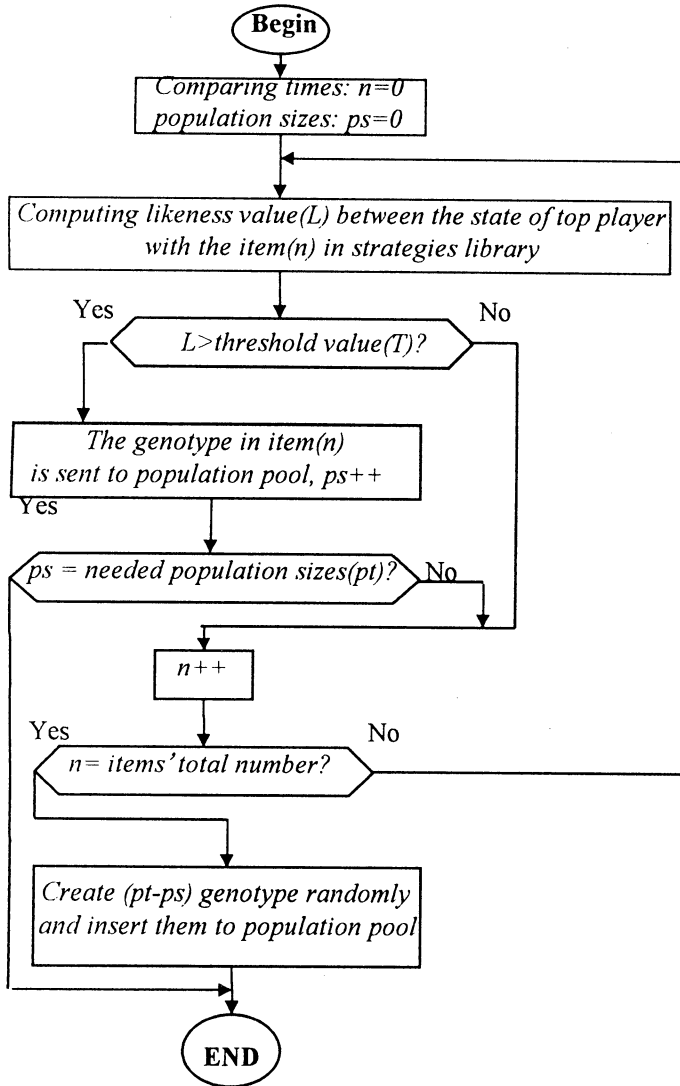 Begin
Comparing times: n=0
population sizes: ps=0
Computing likeness value(L) between the state of top player
with the item(n) in strategies library
Yes
No
L>threshold value(T)?
The genotype in item(n)
is sent to population pool, ps++
Yes
ps = needed population sizes(pt)?
No
n++
Yes
No
n= items’ total number?
Create (pt-ps) genotype randomly
and insert them to population pool
END